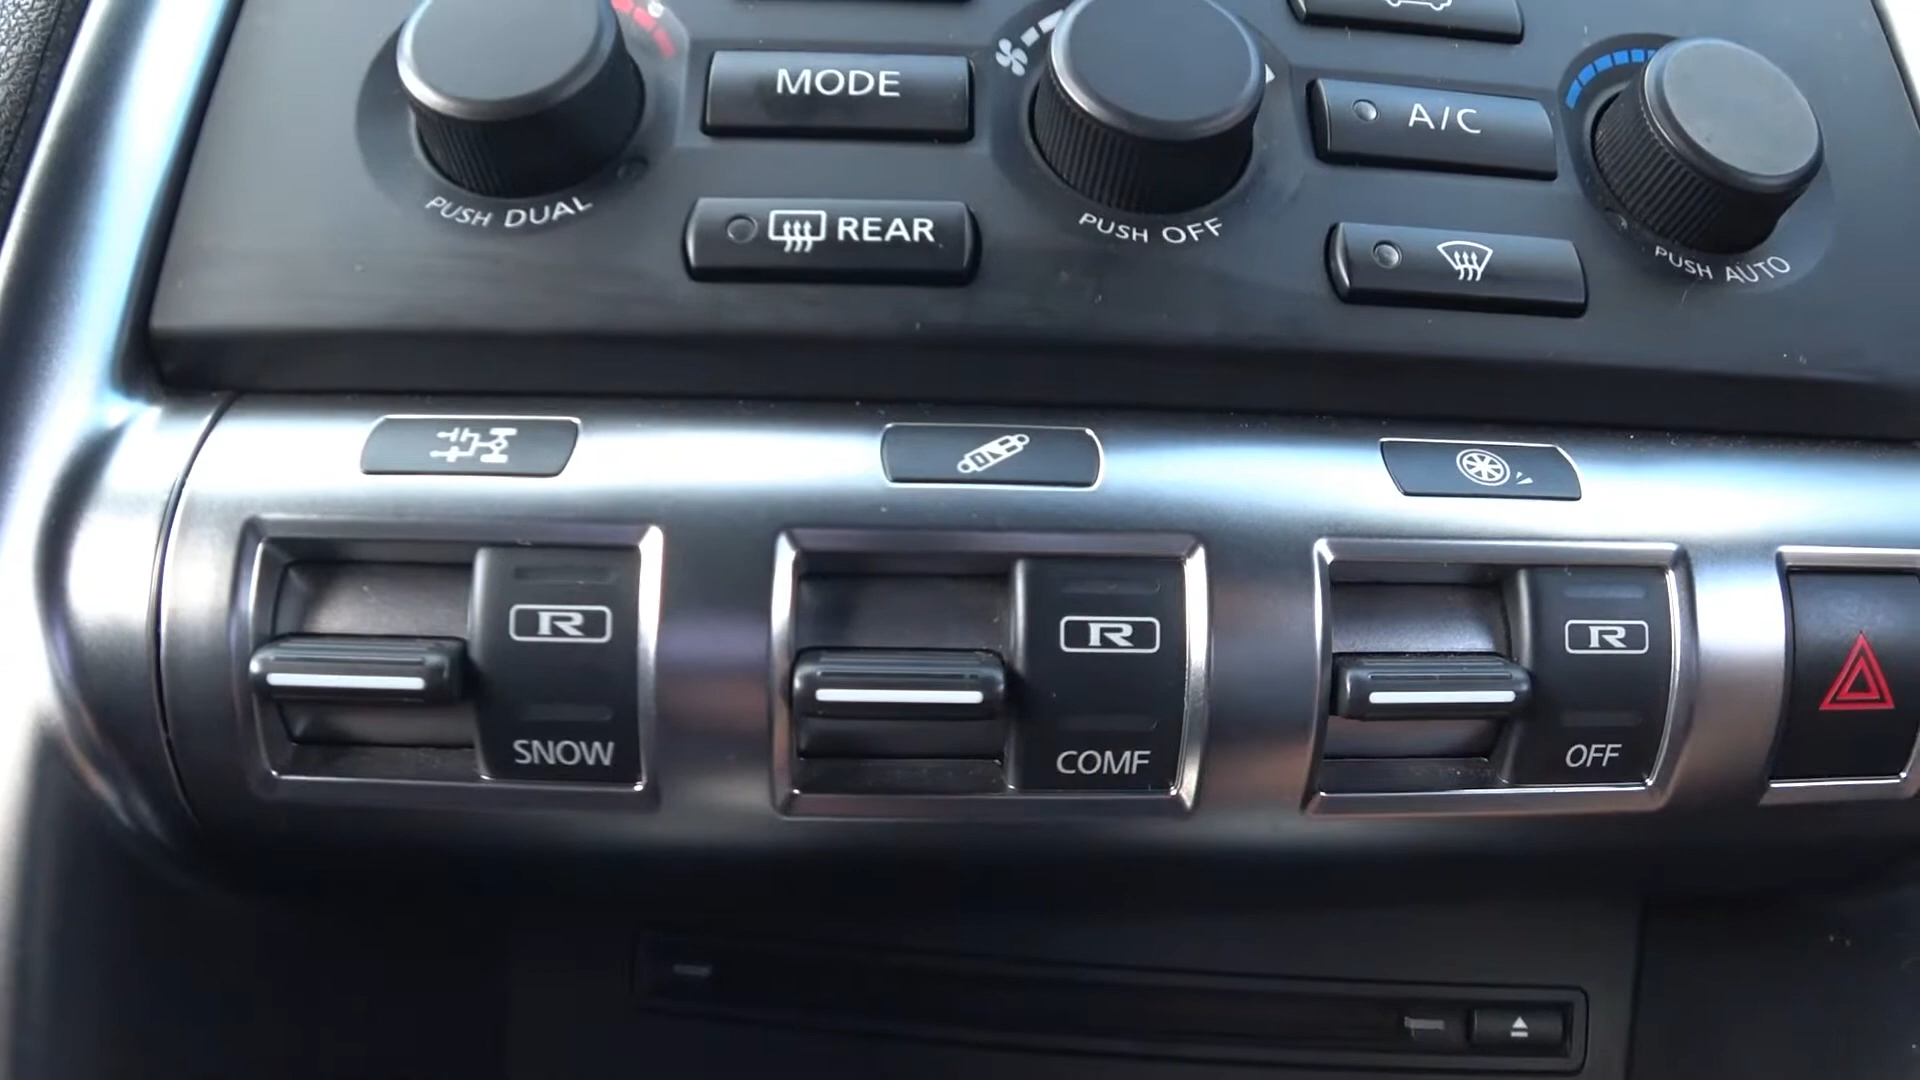 MODE
A/C
PUSH DUAL
REAR
PUSH OFF
PUSH AUTO
R
SNOW
R
COMF
R
OFF